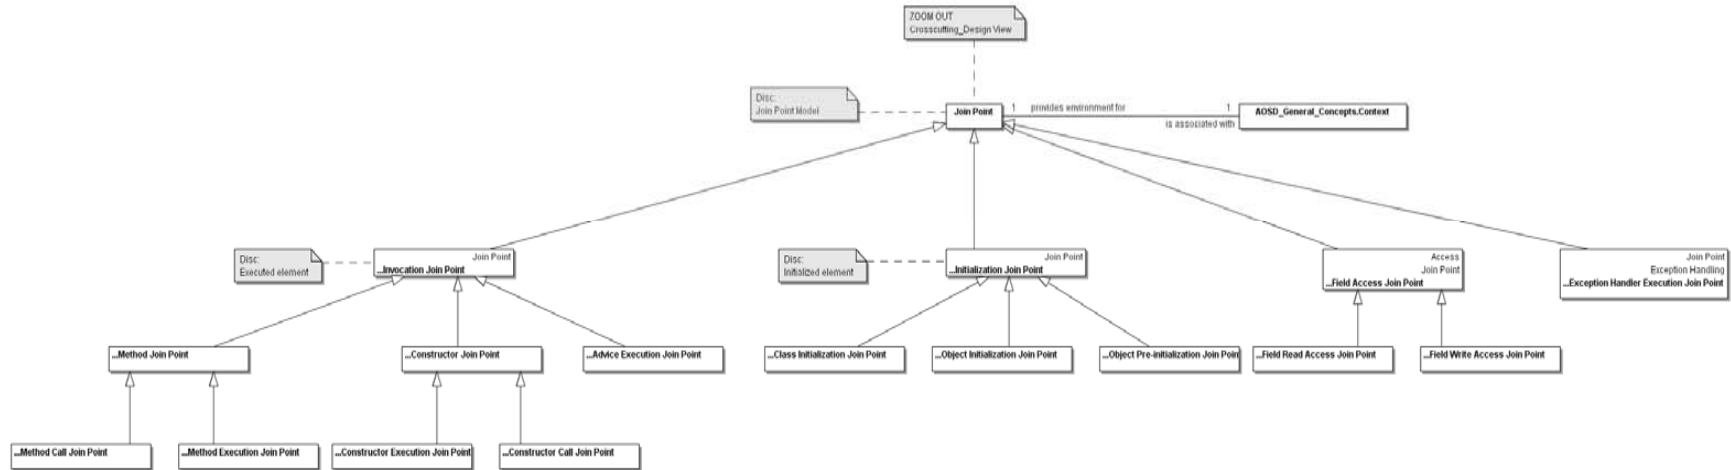 ZOOM OUT
Crosscutting_Design View
Disc:
Join Point Model
Join Point
1 provides environment for 1
is associated with
AOSD_General_Concepts.Context
Disc:
Executed element
Join Point
...Invocation Join Point
Disc:
Initialized element
Join Point
...Initialization Join Point
Access
Join Point
...Field Access Join Point
Join Point
Exception Handling
...Exception Handler Execution Join Point
...Method Join Point
...Constructor Join Point
...Advice Execution Join Point
...Class Initialization Join Point
...Object Initialization Join Point
...Object Pre-initialization Join Poin
...Field Read Access Join Point
...Field Write Access Join Point
...Method Call Join Point
...Method Execution Join Point
...Constructor Execution Join Point
...Constructor Call Join Point